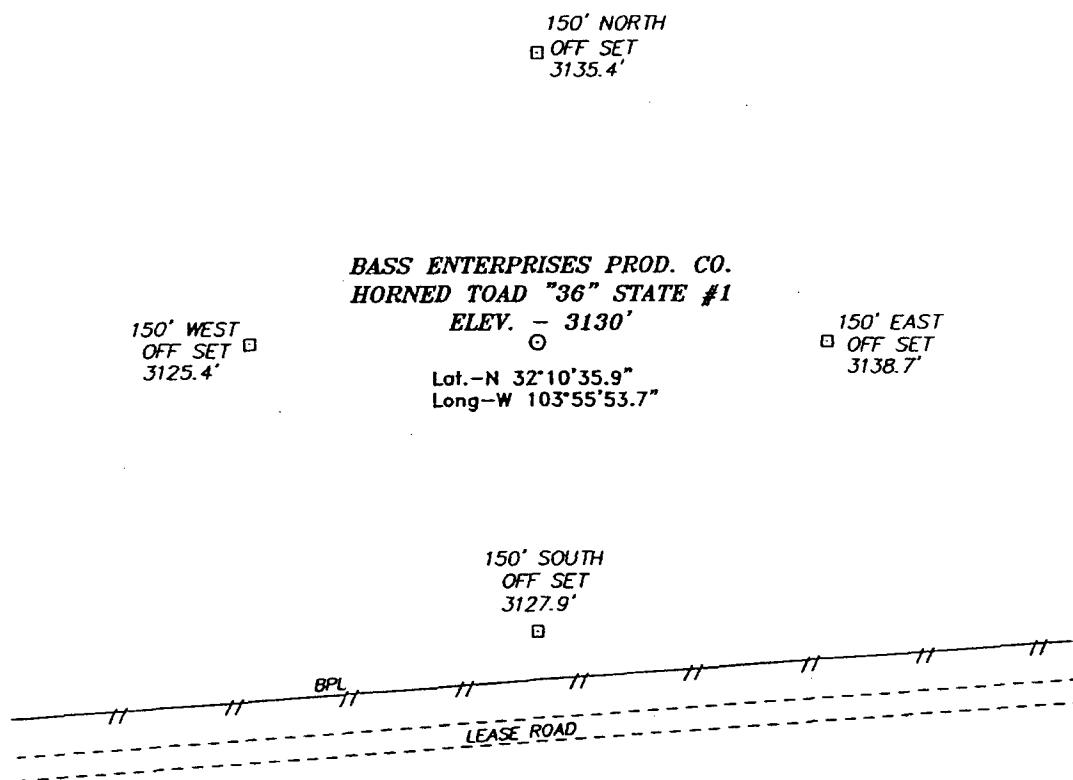 150' NORTH
OFF SET
3135.4'
BASS ENTERPRISES PROD. CO.
HORNED TOAD "36" STATE #1
ELEV. - 3130'
150' WEST
OFF SET
3125.4'
150' EAST
OFF SET
3138.7'
Lat.-N 32°10'35.9"
Long-W 103°55'53.7"
150' SOUTH
OFF SET
3127.9'
BPL
LEASE ROAD